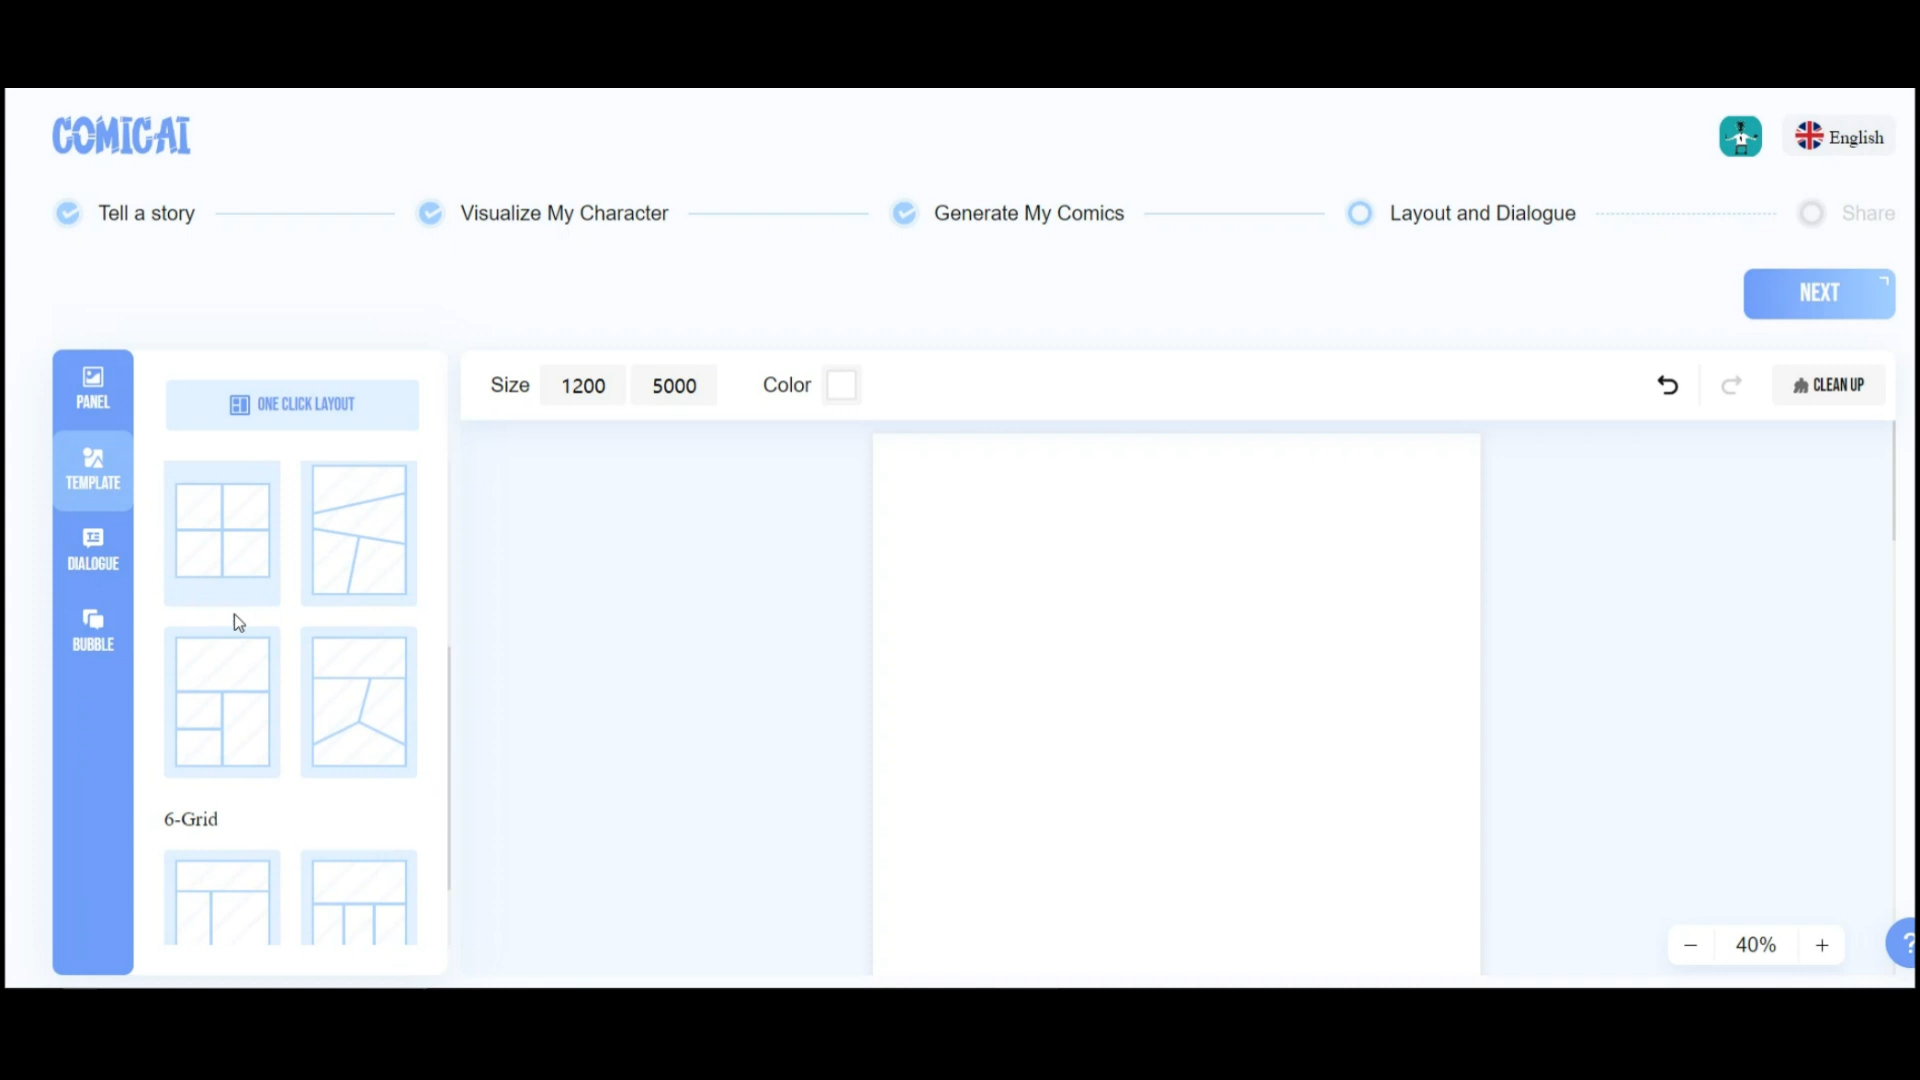 COMICAI
English
Tell a story
Visualize My Character
Generate My Comics
Layout and Dialogue
Share
NEXT
PANEL
TEMPLATE
DIALOGUE
BUBBLE
ONE CLICK LAYOUT
6-Grid
Size 1200 5000 Color
CLEAN UP
− 40% +
?